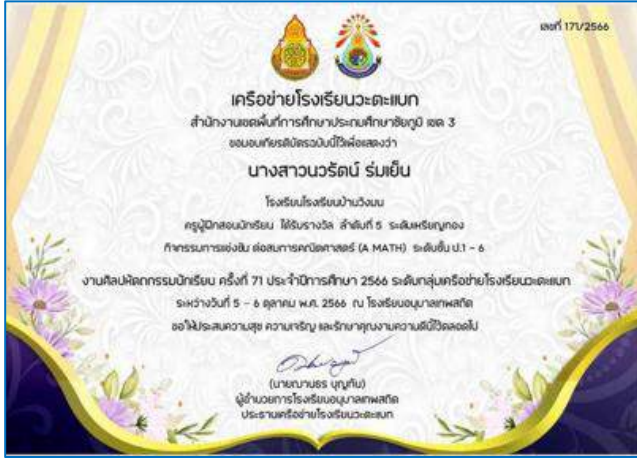 เลขที่ 171/2566
เครือข่ายโรงเรียนวะตะแบก
สำนักงานเขตพื้นที่การศึกษาประถมศึกษาชัยภูมิ เขต 3
ขอมอบเกียรติบัตรฉบับนี้ไว้เพื่อแสดงว่า
นางสาวนวรัตน์ ร่มเย็น
โรงเรียนโรงเรียนบ้านวังมน
ครูผู้ฝึกสอนนักเรียน ได้รับรางวัล ลำดับที่ 5 ระดับเหรียญทอง
กิจกรรมการแข่งขัน ต่อสมการคณิตศาสตร์ (A MATH) ระดับชั้น ป.1 - 6
งานศิลปหัตถกรรมนักเรียน ครั้งที่ 71 ประจำปีการศึกษา 2566 ระดับกลุ่มเครือข่ายโรงเรียนวะตะแบก
ระหว่างวันที่ 5 - 6 ตุลาคม พ.ศ. 2566 ณ โรงเรียนอนุบาลเทพสถิต
ขอให้ประสบความสุข ความเจริญ และรักษาคุณงามความดีนี้ไว้ตลอดไป
(นายฌานธร บุญทัน)
ผู้อำนวยการโรงเรียนอนุบาลเทพสถิต
ประธานเครือข่ายโรงเรียนวะตะแบก